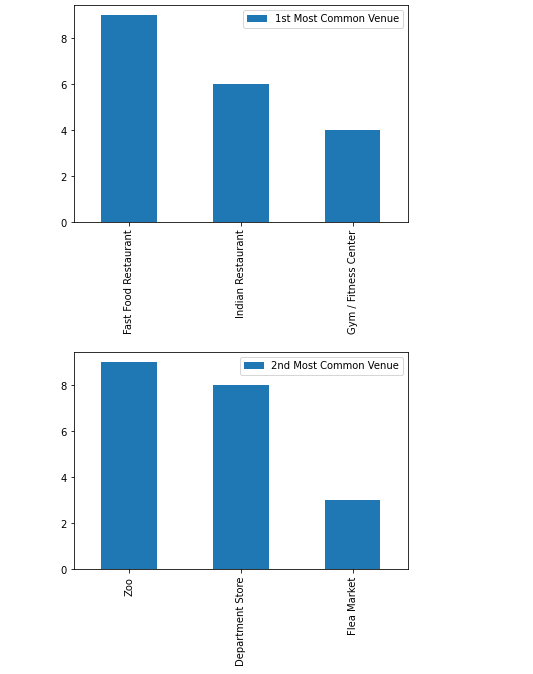 1st Most Common Venue
8
6
4
2
0
Fast Food Restaurant
Indian Restaurant
Gym / Fitness Center
2nd Most Common Venue
8
6
4
2
0
Zoo
Department Store
Flea Market